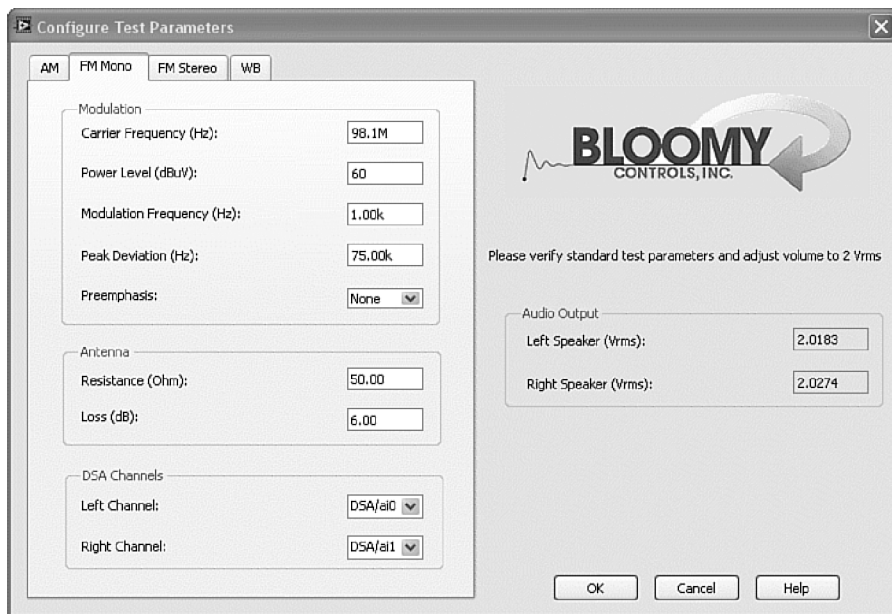 Configure Test Parameters
AM
FM Mono
FM Stereo
WB
Modulation
Carrier Frequency (Hz):
98.1M
Power Level (dBuV):
60
Modulation Frequency (Hz):
1.00k
Peak Deviation (Hz):
75.00k
Preemphasis:
None
Antenna
Resistance (Ohm):
50.00
Loss (dB):
6.00
DSA Channels
Left Channel:
DSA/ai0
Right Channel:
DSA/ai1
BLOOMY
CONTROLS, INC.
Please verify standard test parameters and adjust volume to 2 Vrms
Audio Output
Left Speaker (Vrms):
2.0183
Right Speaker (Vrms):
2.0274
OK
Cancel
Help